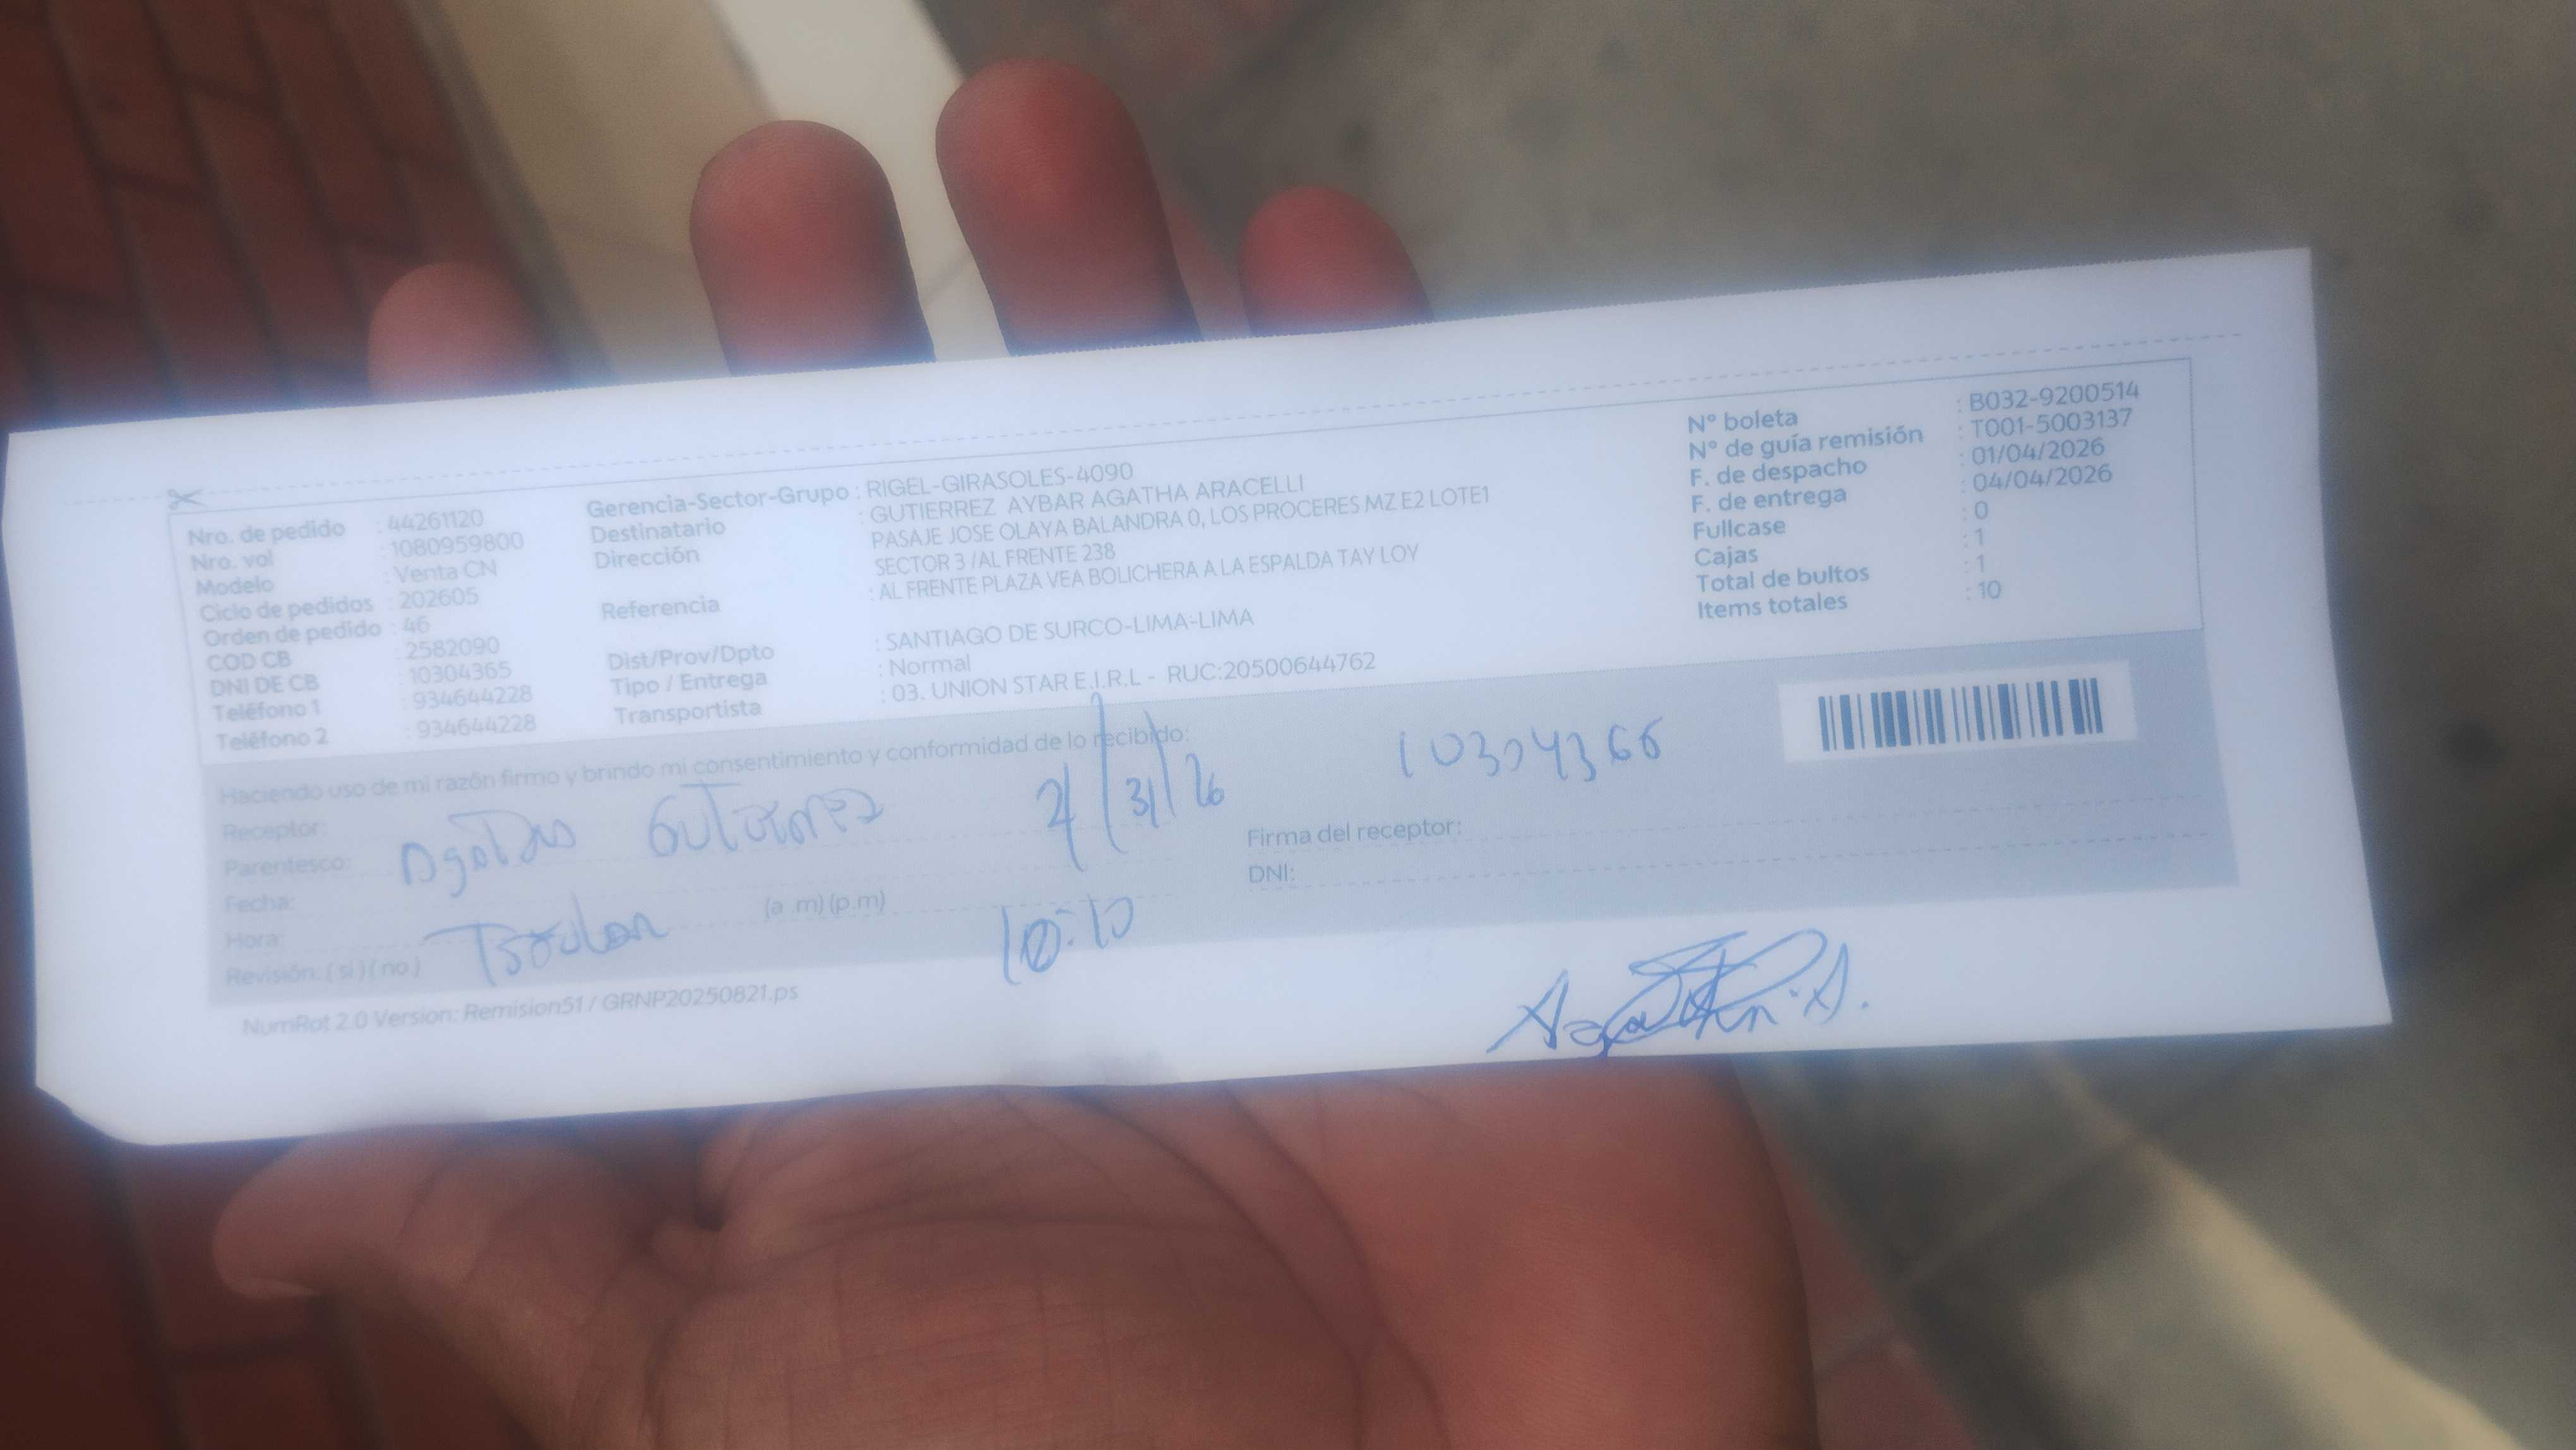 Nro. de pedido : 44261120
Nro. vol : 1080959800
Modelo : Venta CN
Ciclo de pedidos : 202605
Orden de pedido : 46
COD CB : 2582090
DNI DE CB : 10304365
Teléfono 1 : 934644228
Teléfono 2 : 934644228
Gerencia-Sector-Grupo : RIGEL-GIRASOLES-4090
Destinatario : GUTIERREZ AYBAR AGATHA ARACELLI
Dirección PASAJE JOSE OLAYA BALANDRA 0, LOS PROCERES MZ E2 LOTE1
SECTOR 3 /AL FRENTE 238
Referencia : AL FRENTE PLAZA VEA BOLICHERA A LA ESPALDA TAY LOY
Dist/Prov/Dpto : SANTIAGO DE SURCO-LIMA-LIMA
Tipo / Entrega : Normal
Transportista : 03. UNION STAR E.I.R.L - RUC:20500644762
N° boleta : B032-9200514
N° de guía remisión : T001-5003137
F. de despacho : 01/04/2026
F. de entrega : 04/04/2026
Fullcase : 0
Cajas : 1
Total de bultos : 1
Items totales : 10
Haciendo uso de mi razón firmo y brindo mi consentimiento y conformidad de lo recibido:
Receptor:
Parentesco:
Fecha:
Hora: (a .m) (p.m)
Revisión: ( si ) ( no )
10:10
10304366
Firma del receptor:
DNI:
NumRot 2.0 Version: Remision51 / GRNP20250821.ps